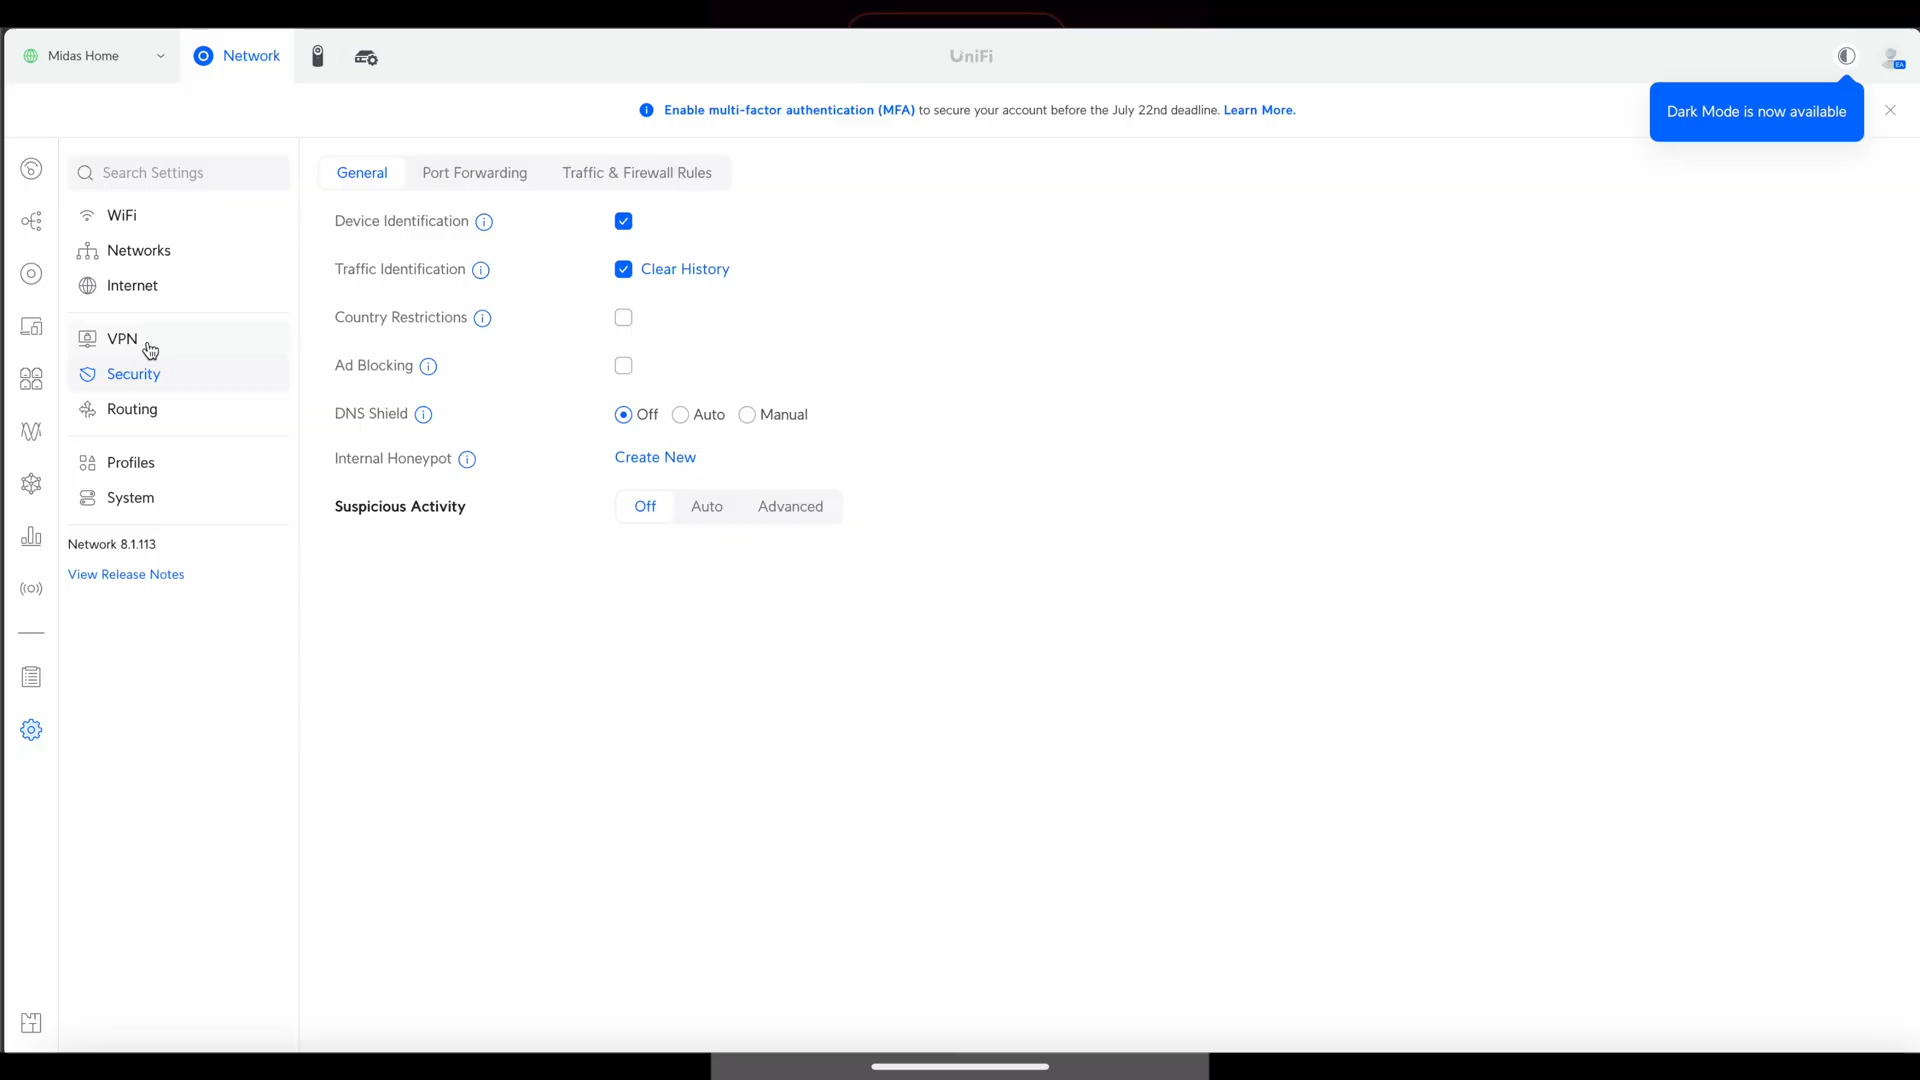 Midas Home
Network
UniFi
EA
Enable multi-factor authentication (MFA) to secure your account before the July 22nd deadline. Learn More.
Dark Mode is now available
Search Settings
WiFi
Networks
Internet
VPN
Security
Routing
Profiles
System
Network 8.1.113
View Release Notes
General Port Forwarding Traffic & Firewall Rules
Device Identification
Traffic Identification Clear History
Country Restrictions
Ad Blocking
DNS Shield Off Auto Manual
Internal Honeypot Create New
Suspicious Activity Off Auto Advanced